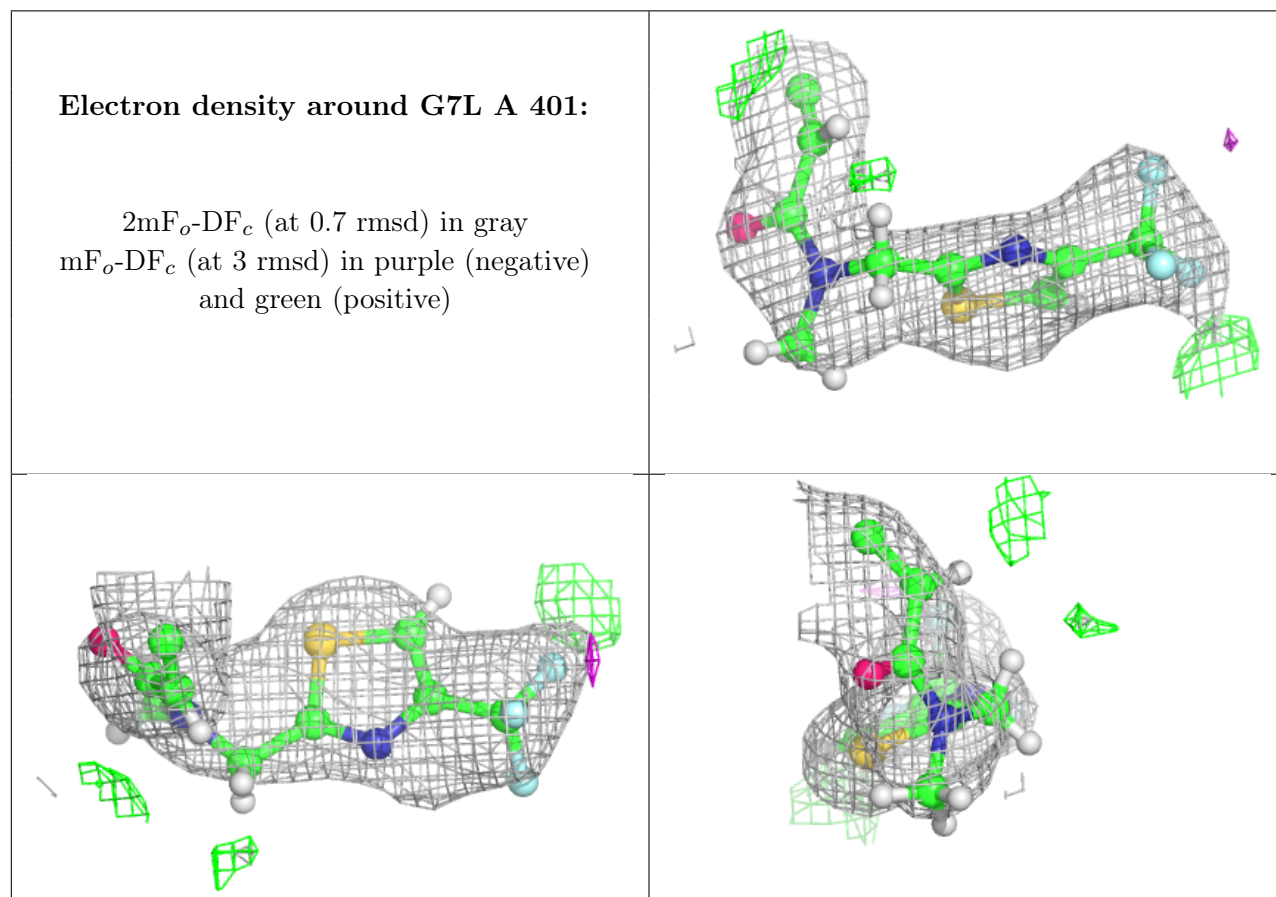 Electron density around G7L A 401:
2mFo-DFc (at 0.7 rmsd) in gray
mFo-DFc (at 3 rmsd) in purple (negative)
and green (positive)